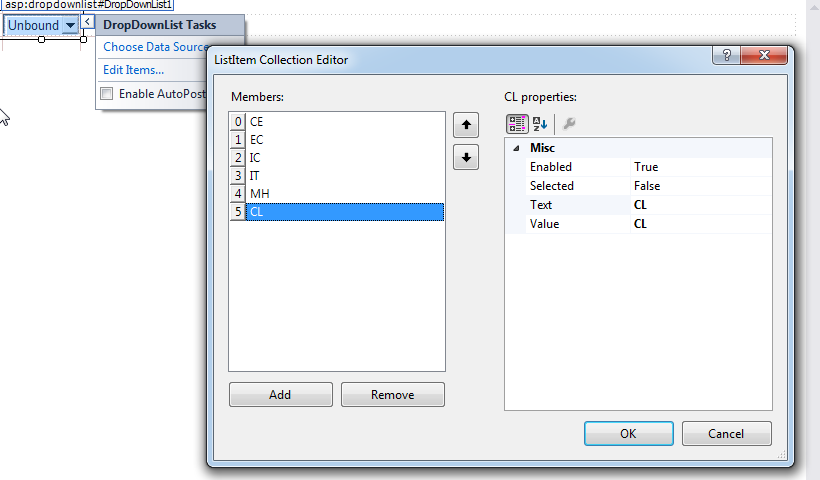 asp:dropdownlist#DropDownList1
Unbound
DropDownList Tasks
Choose Data Source
Edit Items...
Enable AutoPost
ListItem Collection Editor
Members:
0 CE
1 EC
2 IC
3 IT
4 MH
5 CL
Add Remove
CL properties:
Misc
Enabled True
Selected False
Text CL
Value CL
OK Cancel